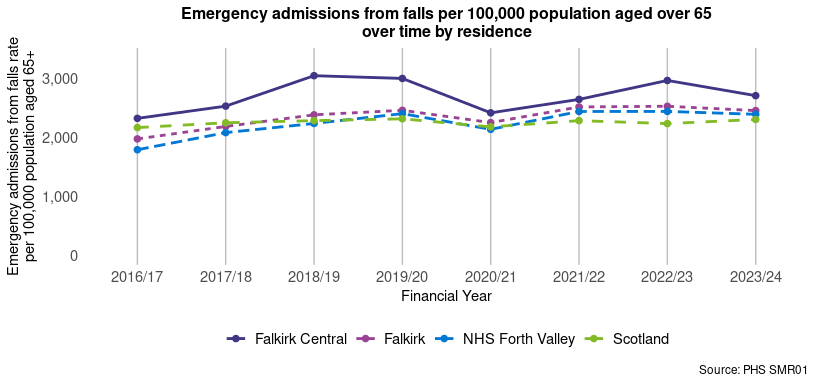 Emergency admissions from falls per 100,000 population aged over 65
over time by residence
Emergency admissions from falls rate
per 100,000 population aged 65+
3,000
2,000
1,000
0
2016/17 2017/18 2018/19 2019/20 2020/21 2021/22 2022/23 2023/24
Financial Year
Falkirk Central Falkirk NHS Forth Valley Scotland
Source: PHS SMR01